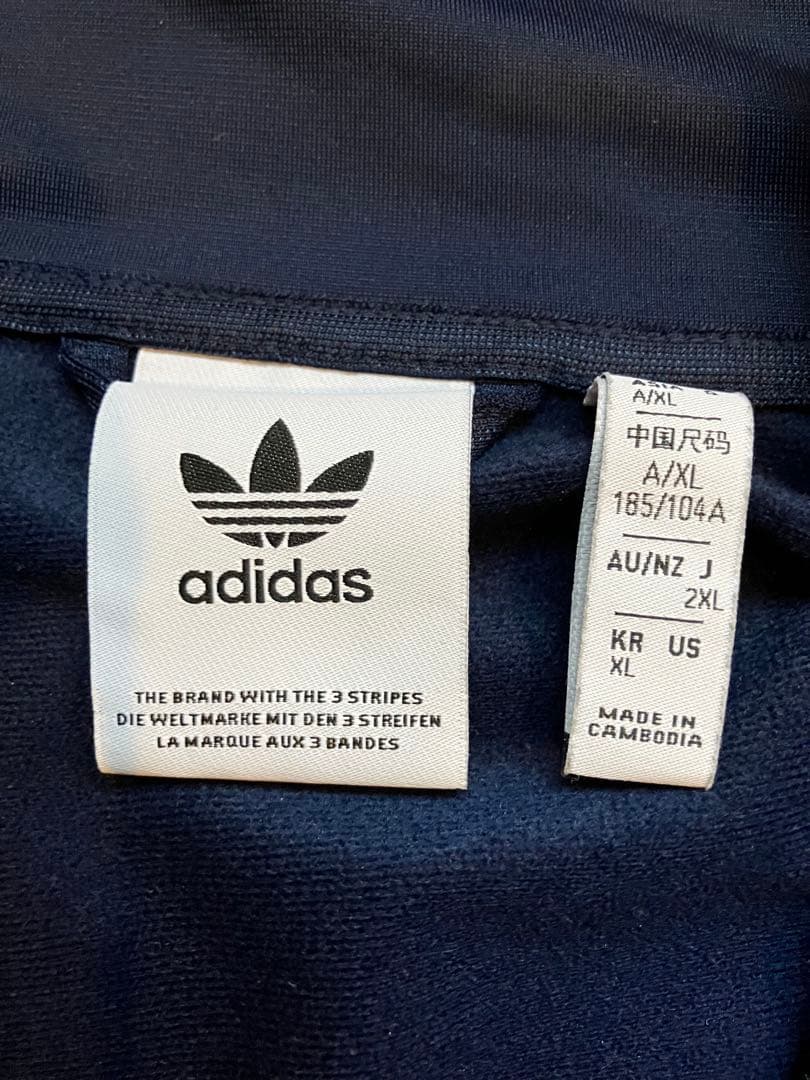 adidas
THE BRAND WITH THE 3 STRIPES
DIE WELTMARKE MIT DEN 3 STREIFEN
LA MARQUE AUX 3 BANDES
A/XL
中国尺码
A/XL
185/104A
AU/NZ J
2XL
KR US
XL
MADE IN
CAMBODIA